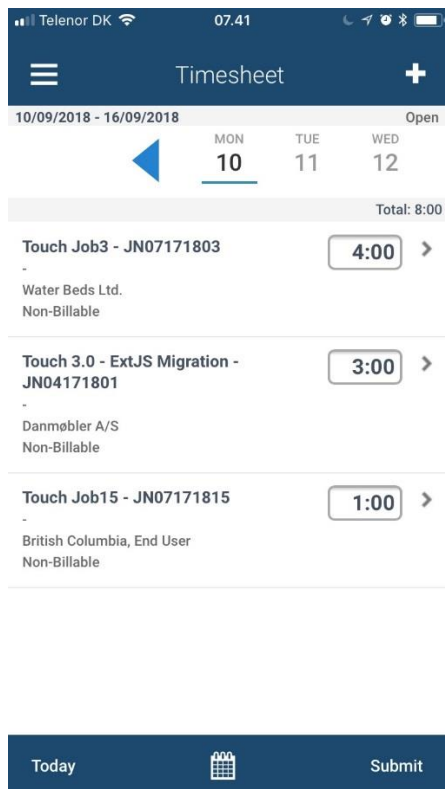 Telenor DK 07.41
Timesheet
10/09/2018 - 16/09/2018 Open
MON TUE WED
10 11 12
Total: 8:00
Touch Job3 - JN07171803 4:00
-
Water Beds Ltd.
Non-Billable
Touch 3.0 - ExtJS Migration - 3:00
JN04171801
-
Danmøbler A/S
Non-Billable
Touch Job15 - JN07171815 1:00
-
British Columbia, End User
Non-Billable
Today Submit